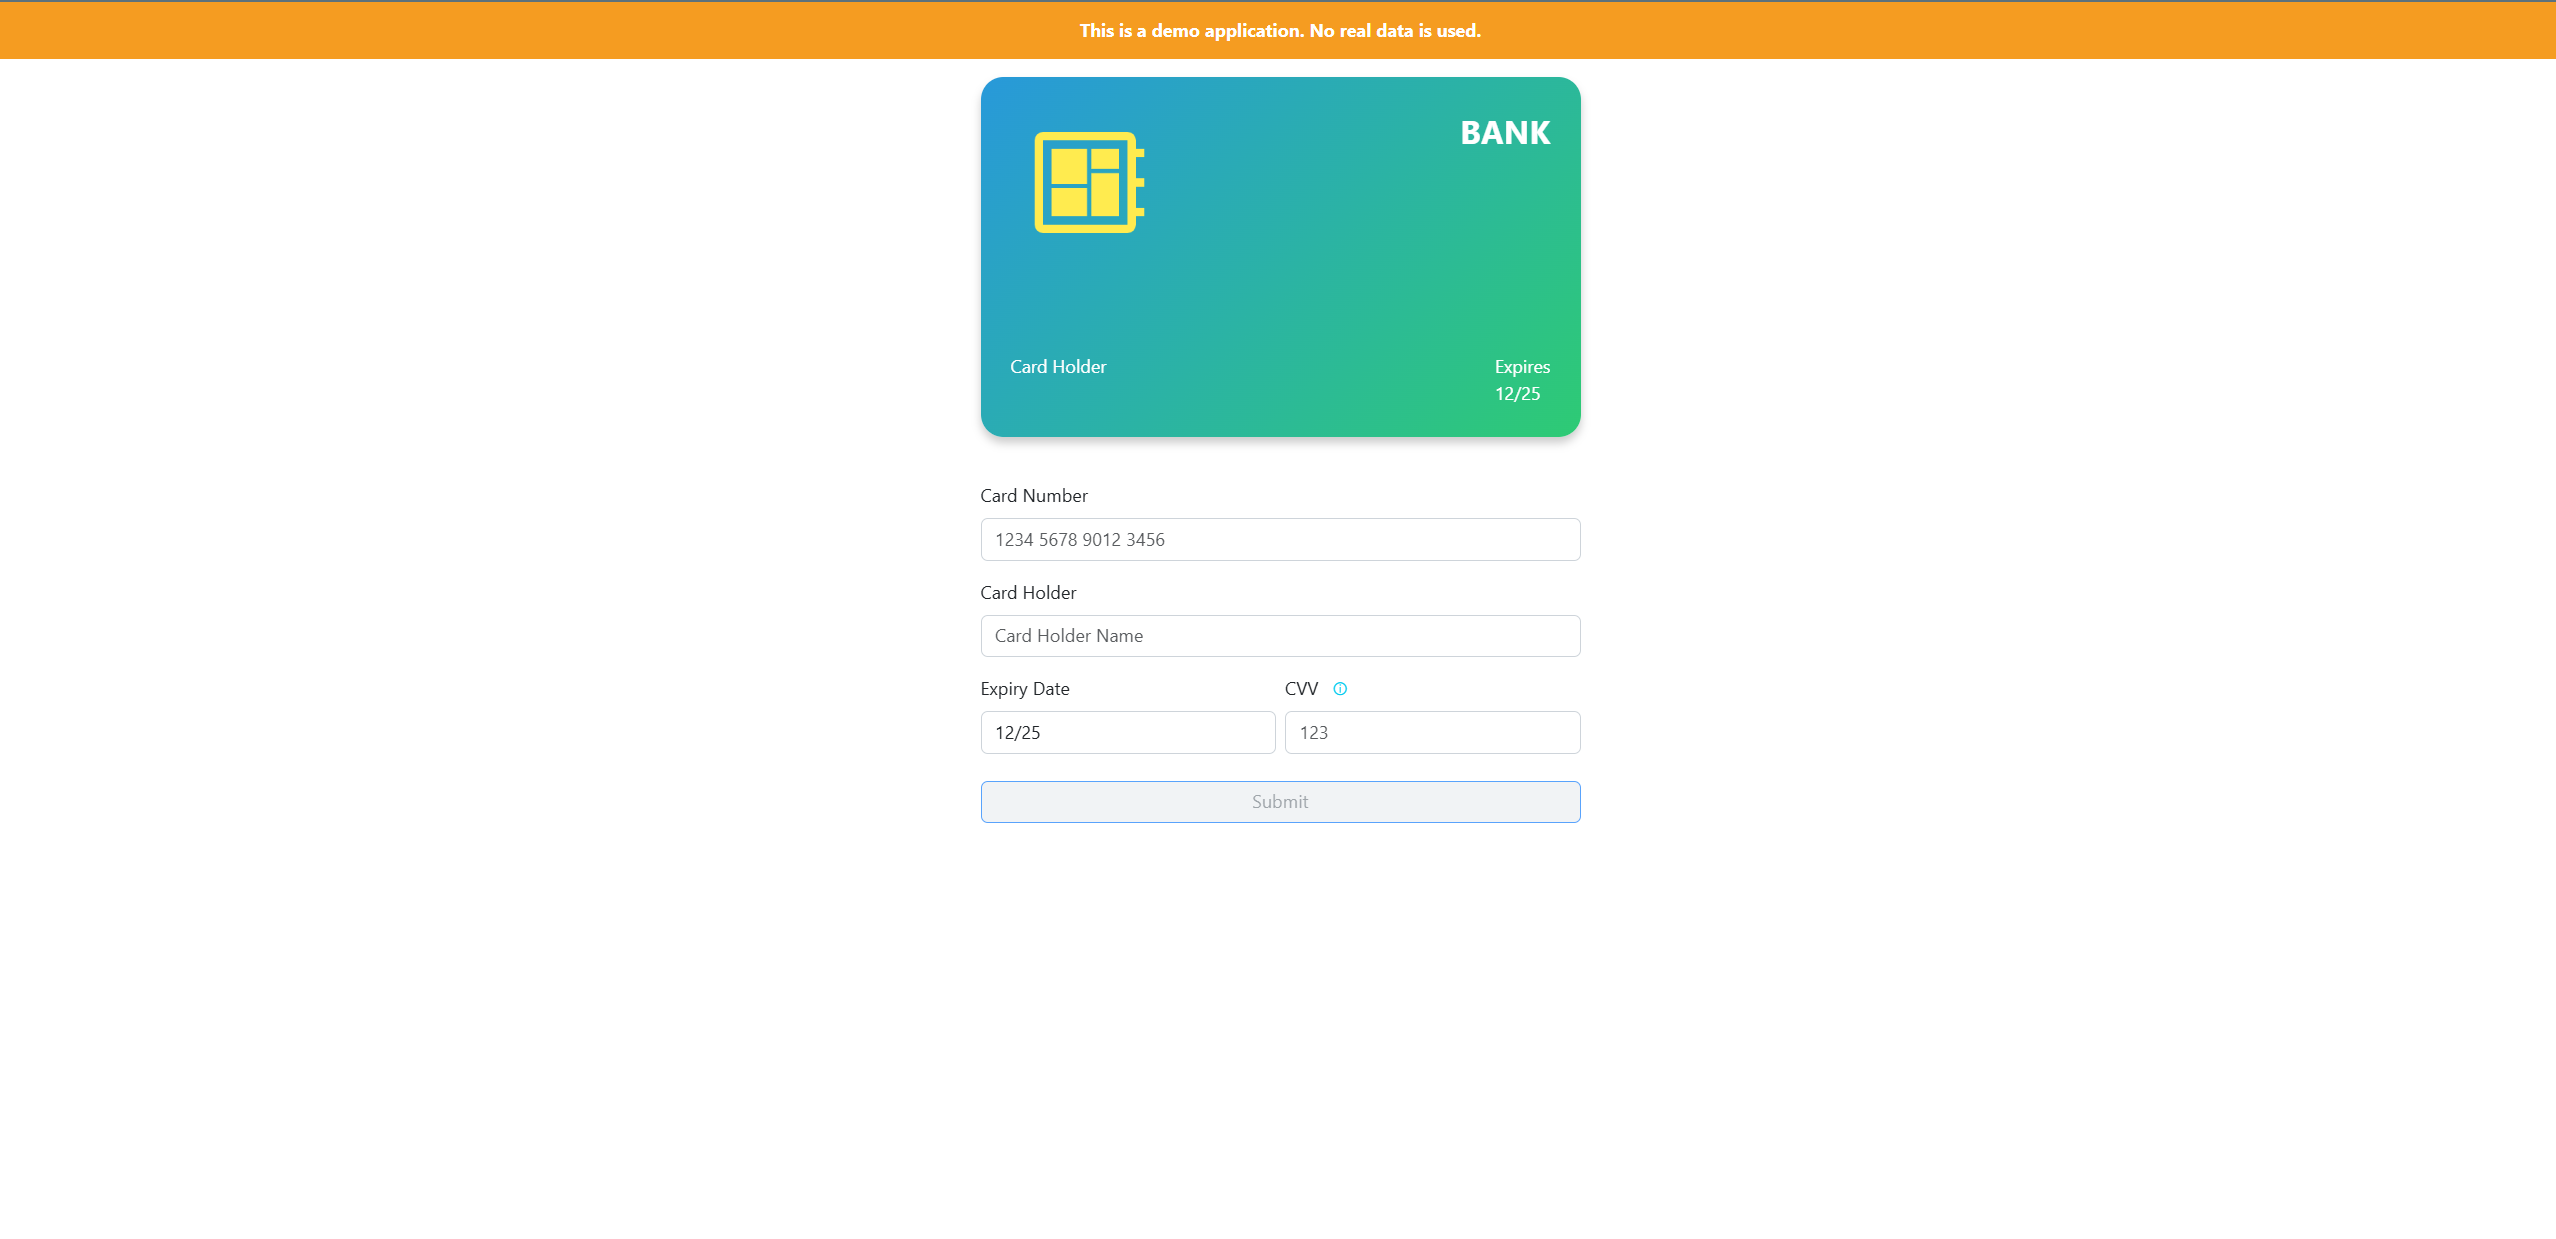 This is a demo application. No real data is used.
BANK
Card Holder
Expires
12/25
Card Number
1234 5678 9012 3456
Card Holder
Card Holder Name
Expiry Date
CVV
12/25
123
Submit